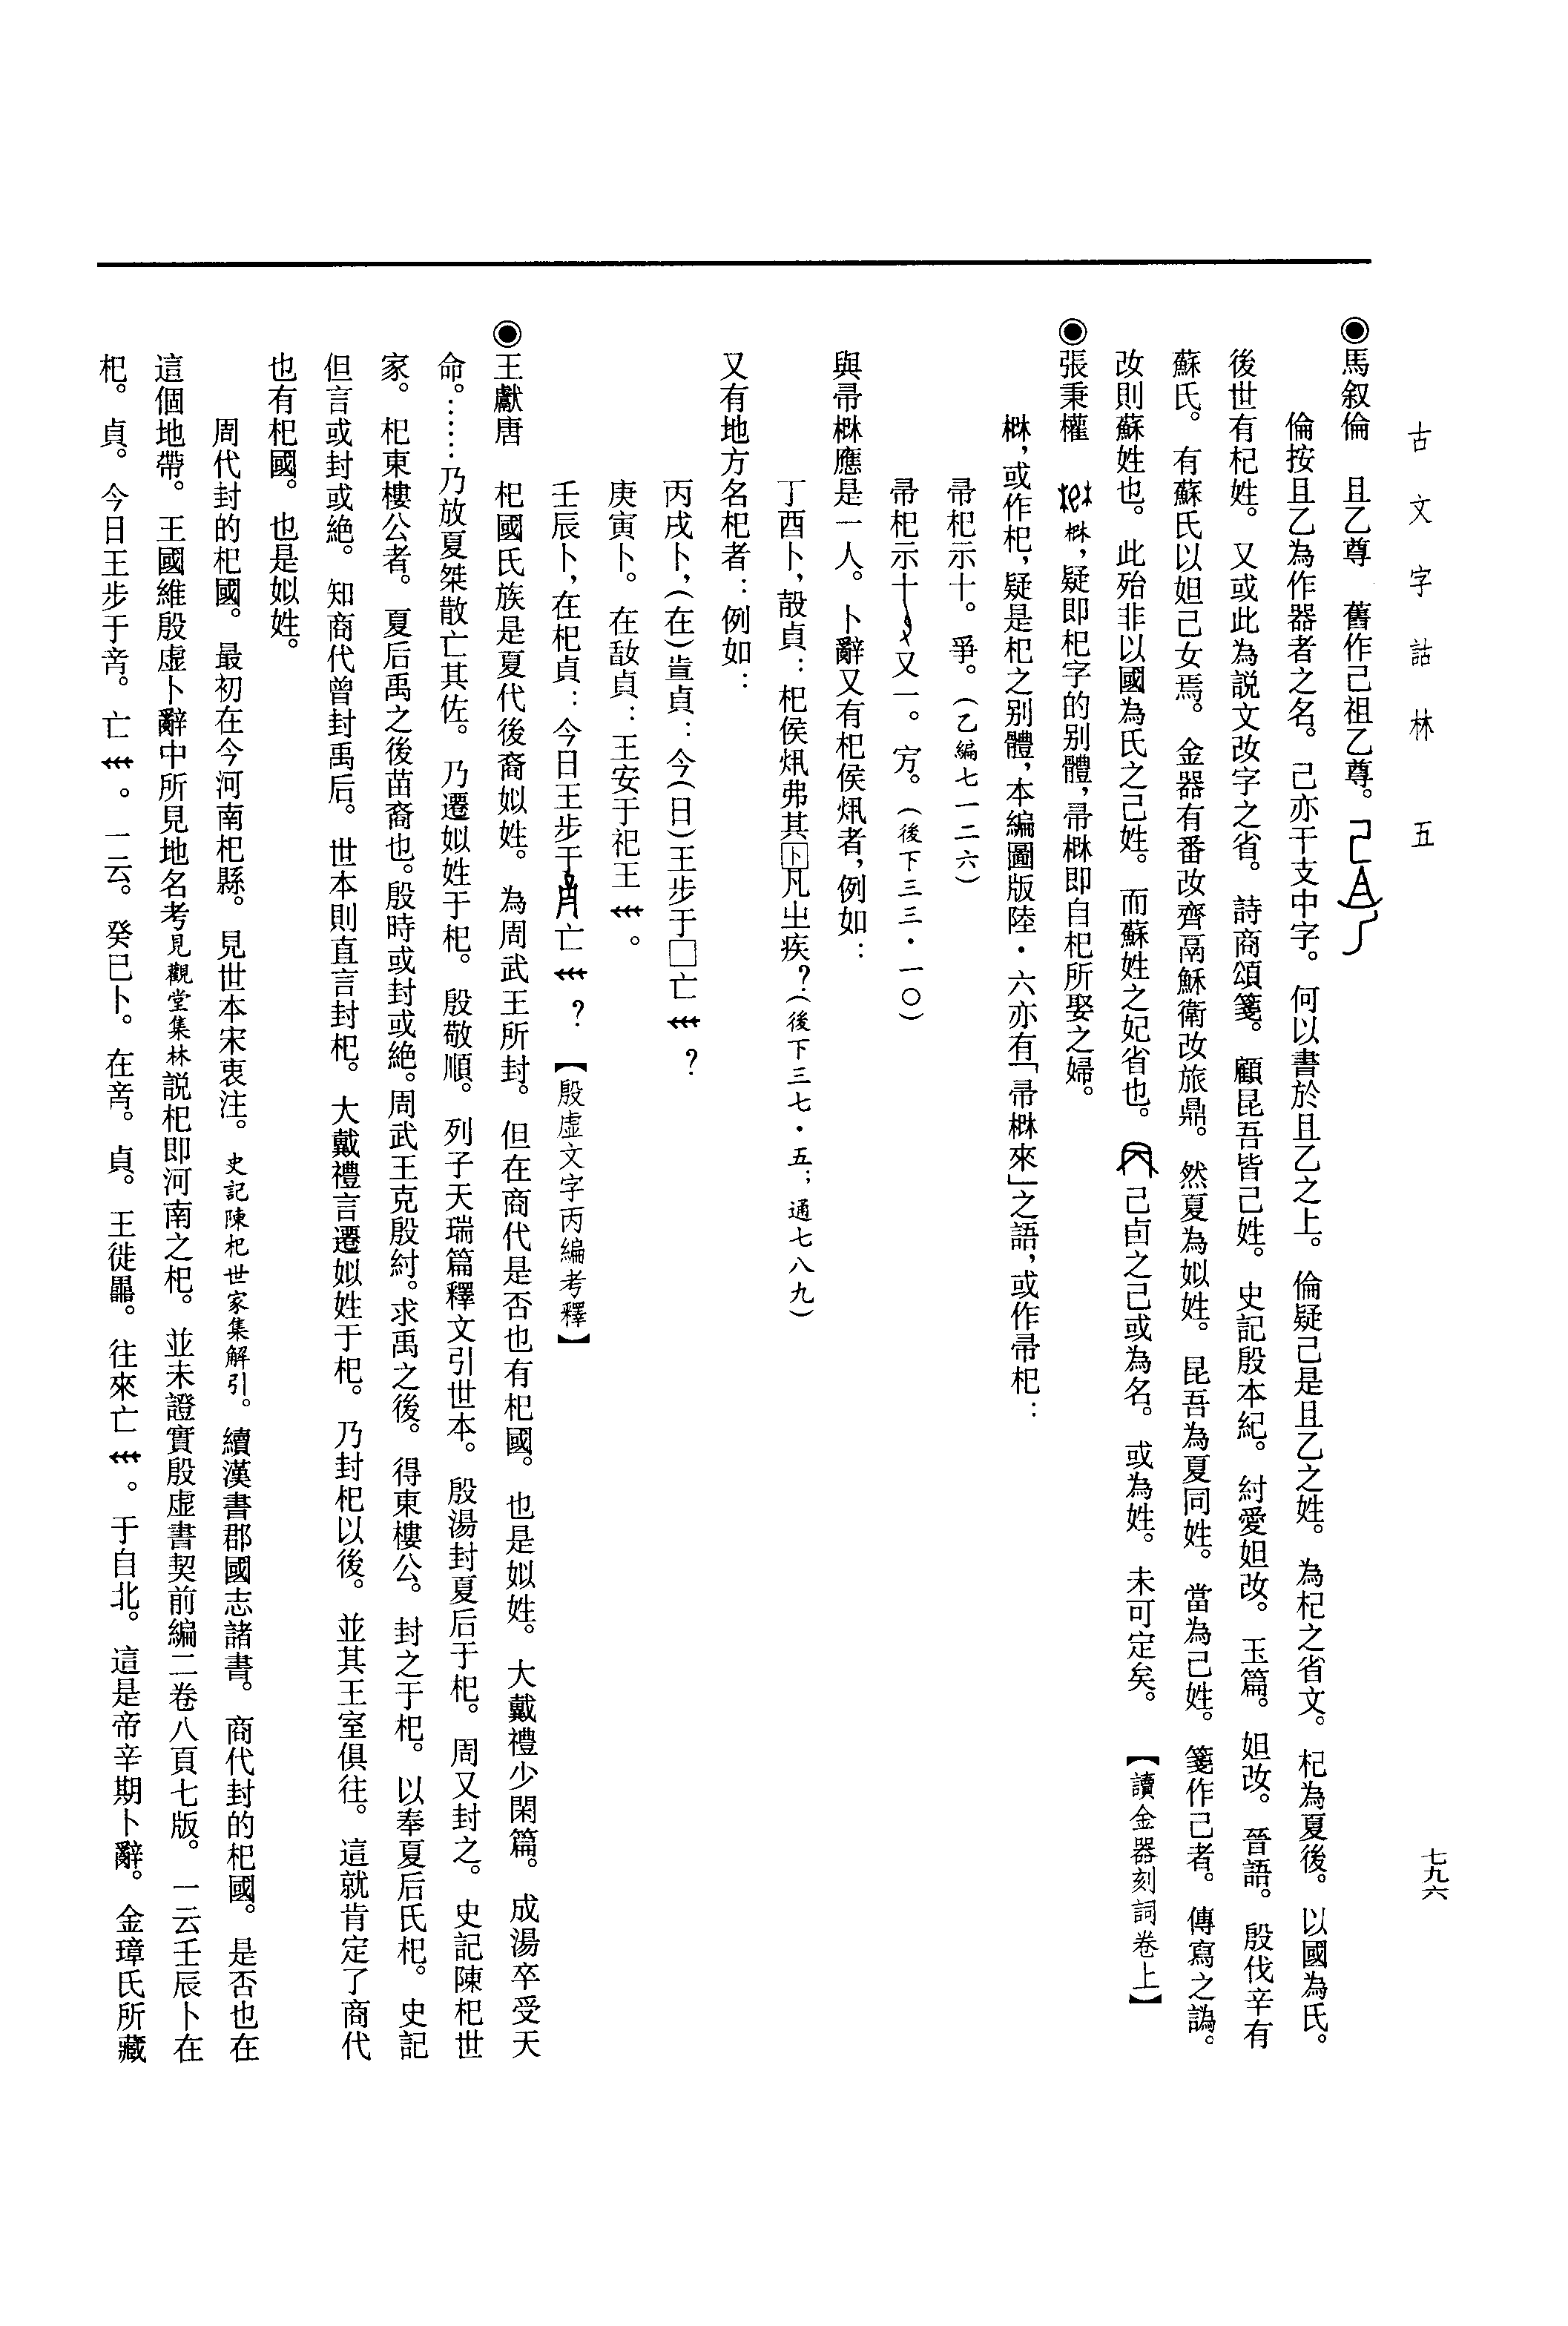 古文字詁林 五
七九六
◉馬叙倫 且乙尊 舊作己祖乙尊。
倫按且乙為作器者之名。己亦干支中字。何以書於且乙之上。倫疑己是且乙之姓。為杞之省文。杞為夏後。以國為氏。
後世有杞姓。又或此為説文改字之省。詩商頌箋。顧昆吾皆己姓。史記殷本紀。紂愛妲改。玉篇。妲改。晉語。殷伐辛有
蘇氏。有蘇氏以妲己女焉。金器有番改齊鬲穌衛改旅鼎。然夏為姒姓。昆吾為夏同姓。當為己姓。箋作己者。傳寫之譌。
改則蘇姓也。此殆非以國為氏之己姓。而蘇姓之妃省也。己卣之己或為名。或為姓。未可定矣。【讀金器刻詞卷上】
◉張秉權 𣏌，疑即杞字的别體，帚即自杞所娶之婦。
，或作杞，疑是杞之别體，本編圖版陸·六亦有「帚來」之語，或作帚杞：
帚杞示十。爭。（乙編七一二六）
帚杞示十又一。㝑。（後下三三·一〇）
與帚應是一人。卜辭又有杞侯𤈦者，例如：
丁酉卜，㱿貞：杞侯𤈦弗其囗凡㞢疾？（後下三七·五；通七八九）
又有地方名杞者：例如：
丙戌卜，（在）𫵖貞：今（日）王步于囗亡？
庚寅卜。在㪔貞：王安于祀王。
壬辰卜，在杞貞：今日王步于亡？【殷虛文字丙編考釋】
◉王獻唐 杞國氏族是夏代後裔姒姓。為周武王所封。但在商代是否也有杞國。也是姒姓。大戴禮少閑篇。成湯卒受天
命。……乃放夏桀散亡其佐。乃遷姒姓于杞。殷敬順。列子天瑞篇釋文引世本。殷湯封夏后于杞。周又封之。史記陳杞世
家。杞東樓公者。夏后禹之後苗裔也。殷時或封或絶。周武王克殷紂。求禹之後。得東樓公。封之于杞。以奉夏后氏杞。史記
但言或封或絶。知商代曾封禹后。世本則直言封杞。大戴禮言遷姒姓于杞。乃封杞以後。並其王室俱往。這就肯定了商代
也有杞國。也是姒姓。
周代封的杞國。最初在今河南杞縣。見世本宋衷注。史記陳杞世家集解引。續漢書郡國志諸書。商代封的杞國。是否也在
這個地帶。王國維殷虚卜辭中所見地名考見觀堂集林説杞即河南之杞。並未證實殷虚書契前編二卷八頁七版。一云壬辰卜在
杞。貞。今日王步于㐭。亡。一云。癸巳卜。在㐭。貞。王徙。往來亡。于自北。這是帝辛期卜辭。金璋氏所藏